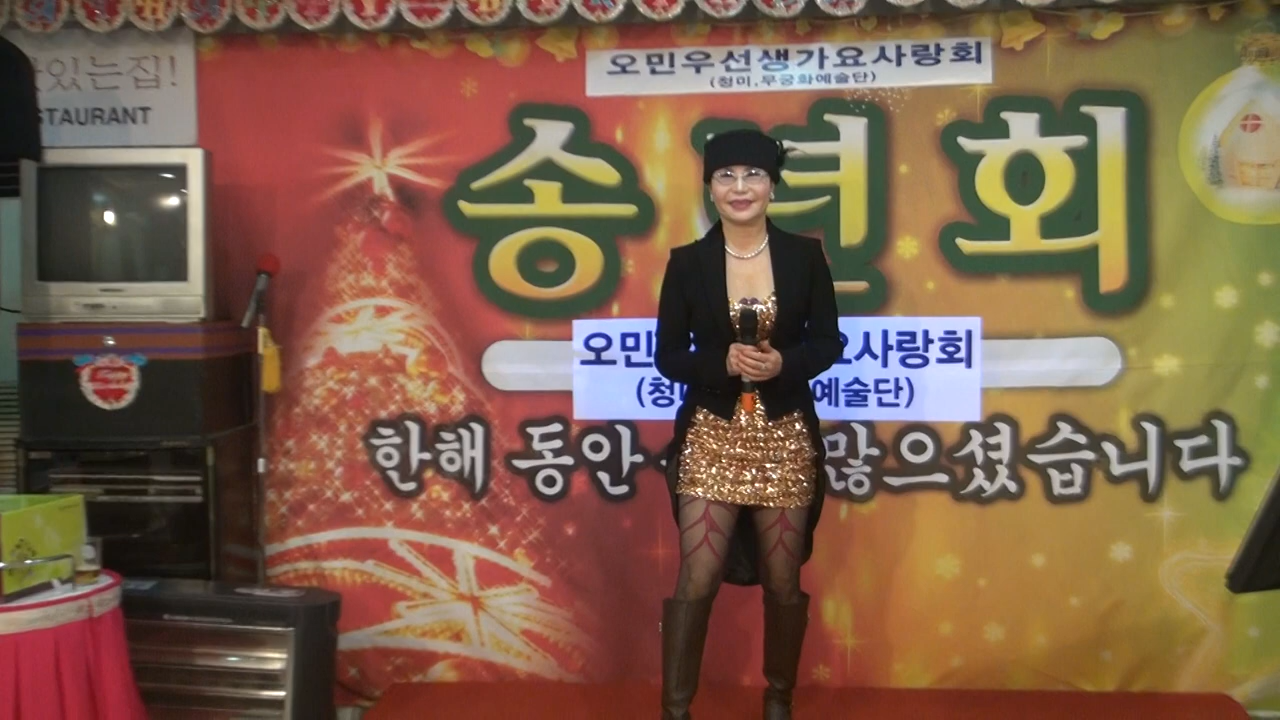 있는집!
STAURANT
오민우선생가요사랑회
(청미,무궁화예술단)
송년회
오민 요사랑회
(청 예술단)
한해 동안 많으셨습니다